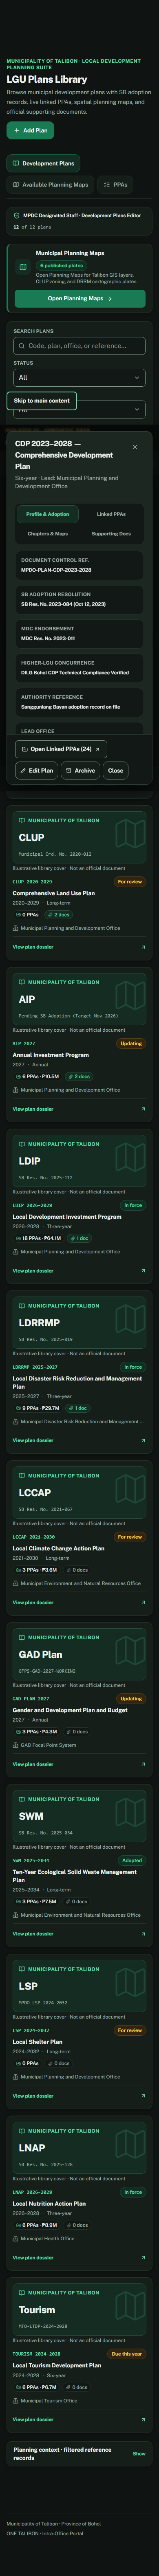 MUNICIPALITY OF TALIBON · LOCAL DEVELOPMENT
PLANNING SUITE
LGU Plans Library
Browse municipal development plans with SB adoption
records, live linked PPAs, spatial planning maps, and
official supporting documents.
Add Plan
Development Plans
Available Planning Maps
PPAs
MPDC Designated Staff · Development Plans Editor
12 of 12 plans
Municipal Planning Maps
6 published plates
Open Planning Maps for Talibon GIS layers,
CLUP zoning, and DRRM cartographic plates.
Open Planning Maps
SEARCH PLANS
Code, plan, office, or reference...
STATUS
All
Skip to main content
CDP 2023–2028 —
Comprehensive Development
Plan
Six-year · Lead: Municipal Planning and
Development Office
Profile & Adoption
Linked PPAs
Chapters & Maps
Supporting Docs
DOCUMENT CONTROL REF.
MPDO-PLAN-CDP-2023-2028
SB ADOPTION RESOLUTION
SB Res. No. 2023-084 (Oct 12, 2023)
MDC ENDORSEMENT
MDC Res. No. 2023-011
HIGHER-LGU CONCURRENCE
DILG Bohol CDP Technical Compliance Verified
AUTHORITY REFERENCE
Sangguniang Bayan adoption record on file
LEAD OFFICE
Open Linked PPAs (24)
Edit Plan
Archive
Close
MUNICIPALITY OF TALIBON
CLUP
Municipal Ord. No. 2020-012
Illustrative library cover · Not an official document
CLUP 2020-2029
For review
Comprehensive Land Use Plan
2020–2029 · Long-term
0 PPAs
2 docs
Municipal Planning and Development Office
View plan dossier
MUNICIPALITY OF TALIBON
AIP
Pending SB Adoption (Target Nov 2026)
Illustrative library cover · Not an official document
AIP 2027
Updating
Annual Investment Program
2027 · Annual
6 PPAs · ₱10.5M
2 docs
Municipal Planning and Development Office
View plan dossier
MUNICIPALITY OF TALIBON
LDIP
SB Res. No. 2025-112
Illustrative library cover · Not an official document
LDIP 2026-2028
In force
Local Development Investment Program
2026–2028 · Three-year
18 PPAs · ₱64.1M
1 doc
Municipal Planning and Development Office
View plan dossier
MUNICIPALITY OF TALIBON
LDRRMP
SB Res. No. 2025-019
Illustrative library cover · Not an official document
LDRRMP 2025-2027
In force
Local Disaster Risk Reduction and Management
Plan
2025–2027 · Three-year
9 PPAs · ₱29.7M
1 doc
Municipal Disaster Risk Reduction and Management ...
View plan dossier
MUNICIPALITY OF TALIBON
LCCAP
SB Res. No. 2021-067
Illustrative library cover · Not an official document
LCCAP 2021-2030
For review
Local Climate Change Action Plan
2021–2030 · Long-term
3 PPAs · ₱3.6M
0 docs
Municipal Environment and Natural Resources Office
View plan dossier
MUNICIPALITY OF TALIBON
GAD Plan
GFPS-GAD-2027-WORKING
Illustrative library cover · Not an official document
GAD PLAN 2027
Updating
Gender and Development Plan and Budget
2027 · Annual
3 PPAs · ₱4.3M
0 docs
GAD Focal Point System
View plan dossier
MUNICIPALITY OF TALIBON
SWM
SB Res. No. 2025-034
Illustrative library cover · Not an official document
SWM 2025-2034
Adopted
Ten-Year Ecological Solid Waste Management
Plan
2025–2034 · Long-term
3 PPAs · ₱7.5M
0 docs
Municipal Environment and Natural Resources Office
View plan dossier
MUNICIPALITY OF TALIBON
LSP
MPDO-LSP-2024-2032
Illustrative library cover · Not an official document
LSP 2024-2032
For review
Local Shelter Plan
2024–2032 · Long-term
0 PPAs
0 docs
Municipal Planning and Development Office
View plan dossier
MUNICIPALITY OF TALIBON
LNAP
SB Res. No. 2025-128
Illustrative library cover · Not an official document
LNAP 2026-2028
In force
Local Nutrition Action Plan
2026–2028 · Three-year
6 PPAs · ₱8.9M
0 docs
Municipal Health Office
View plan dossier
MUNICIPALITY OF TALIBON
Tourism
MTO-LTDP-2024-2028
Illustrative library cover · Not an official document
TOURISM 2024-2028
Due this year
Local Tourism Development Plan
2024–2028 · Six-year
6 PPAs · ₱6.7M
0 docs
Municipal Tourism Office
View plan dossier
Planning context · filtered reference
records
Show
Municipality of Talibon · Province of Bohol
ONE TALIBON · Intra-Office Portal